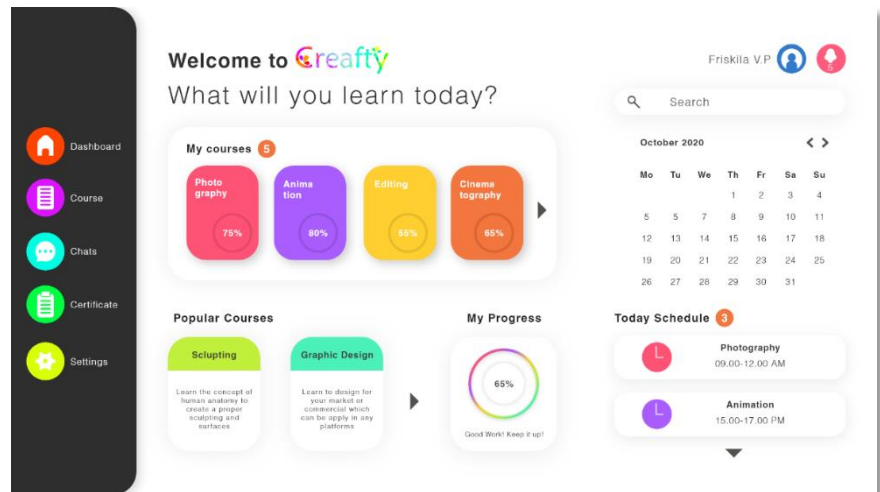 Welcome to Creafty
What will you learn today?
Friskila V.P
5
Search
Dashboard
Course
Chats
Certificate
Settings
My courses 5
Photo
graphy
75%
Anima
tion
80%
Editing
55%
Cinema
tography
65%
October 2020
Mo Tu We Th Fr Sa Su
1 2 3 4
5 5 7 8 9 10 11
12 13 14 15 16 17 18
19 20 21 22 23 24 25
26 27 28 29 30 31
Popular Courses
Sclupting
Learn the concept of
human anatomy to
create a proper
sculpting and
surfaces
Graphic Design
Learn to design for
your market or
commercial which
can be apply in any
platforms
My Progress
65%
Good Work! Keep it up!
Today Schedule 3
Photography
09.00-12.00 AM
Animation
15.00-17.00 PM